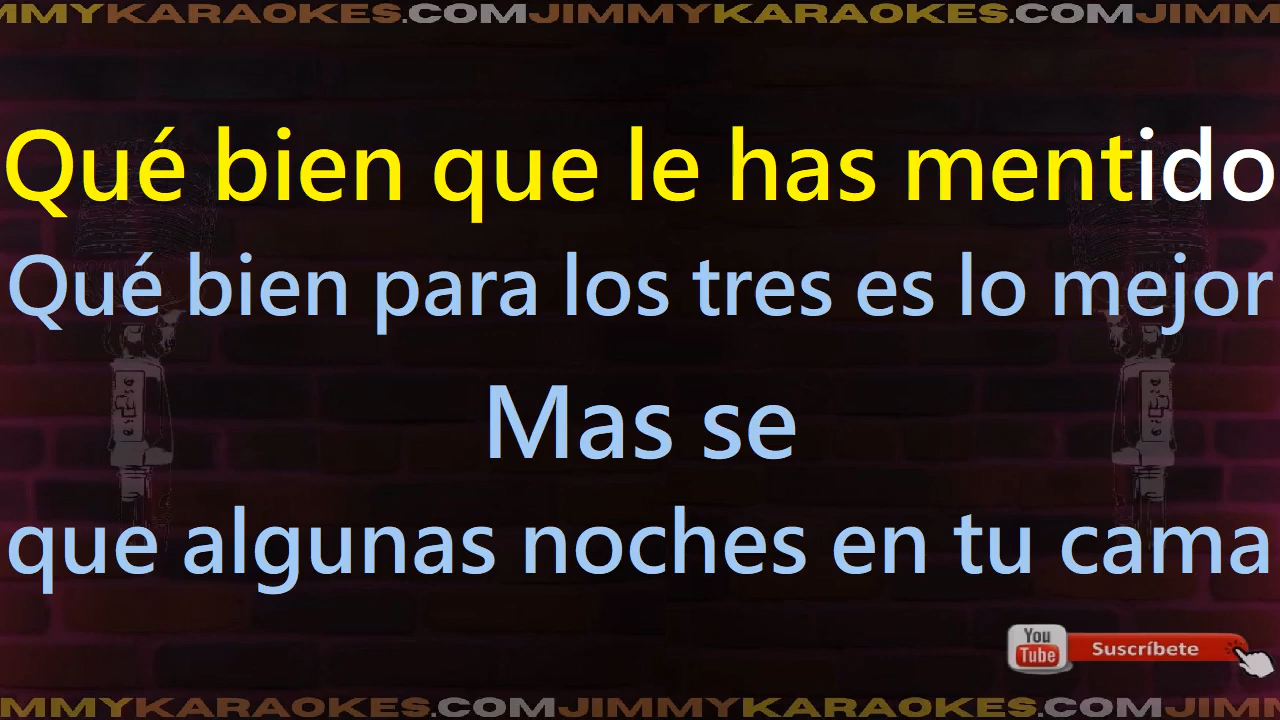 JIMMYKARAOKES.COMJIMMYKARAOKES.COMJIMM
Qué bien que le has mentido
Qué bien para los tres es lo mejor
Mas se
que algunas noches en tu cama
You
Tube
Suscríbete
MMYKARAOKES.COMJIMMYKARAOKES.COMJIMM